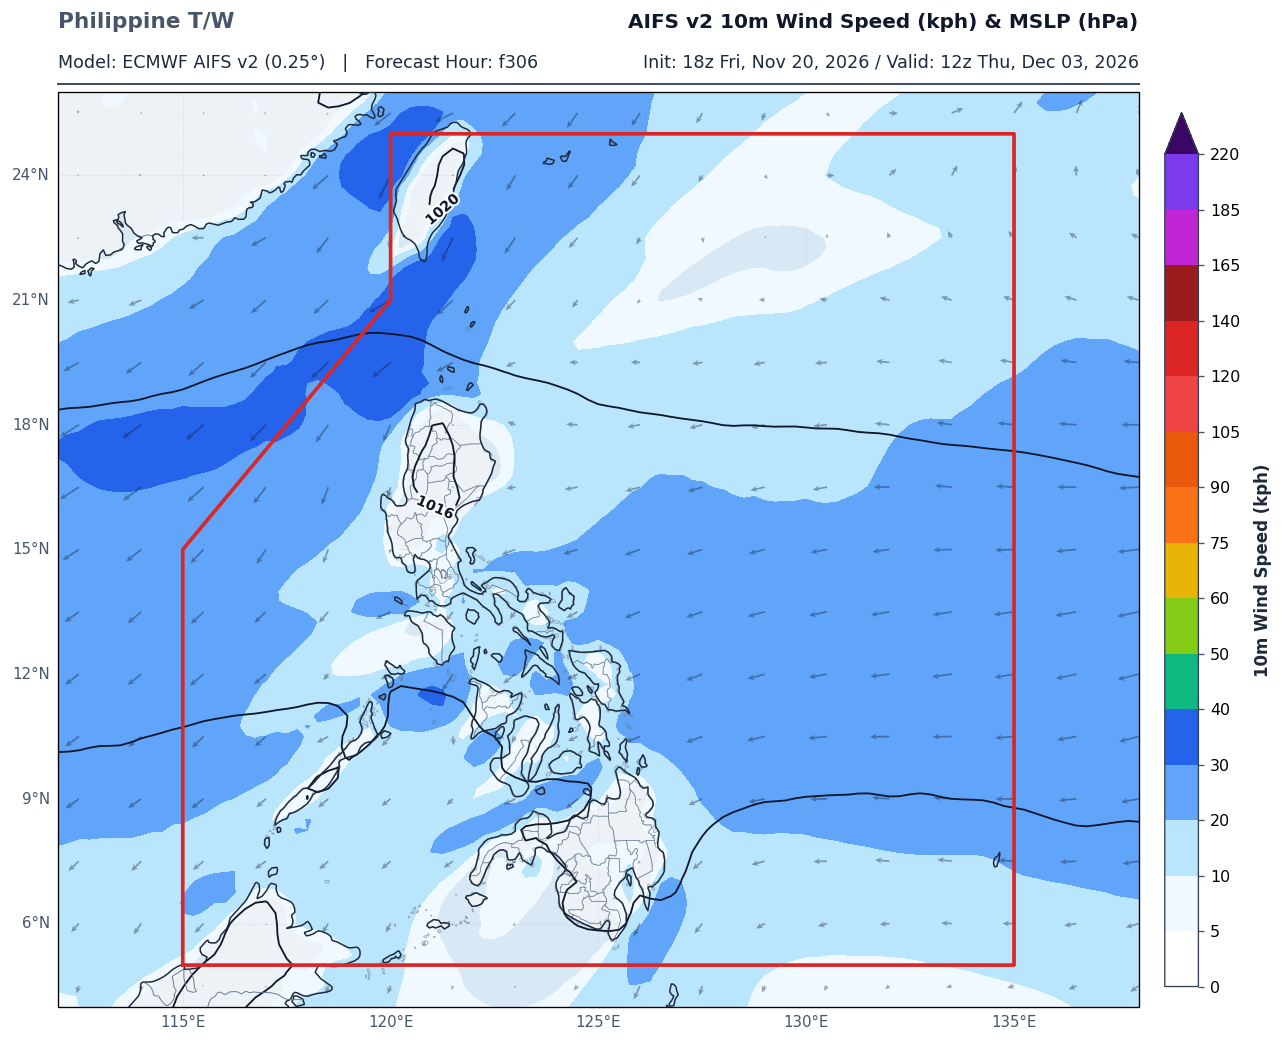 Philippine T/W
AIFS v2 10m Wind Speed (kph) & MSLP (hPa)
Model: ECMWF AIFS v2 (0.25°) | Forecast Hour: f306
Init: 18z Fri, Nov 20, 2026 / Valid: 12z Thu, Dec 03, 2026
24°N
21°N
18°N
15°N
12°N
9°N
6°N
1020
1016
115°E
120°E
125°E
130°E
135°E
220
185
165
140
120
105
90
75
60
50
40
30
20
10
5
0
10m Wind Speed (kph)